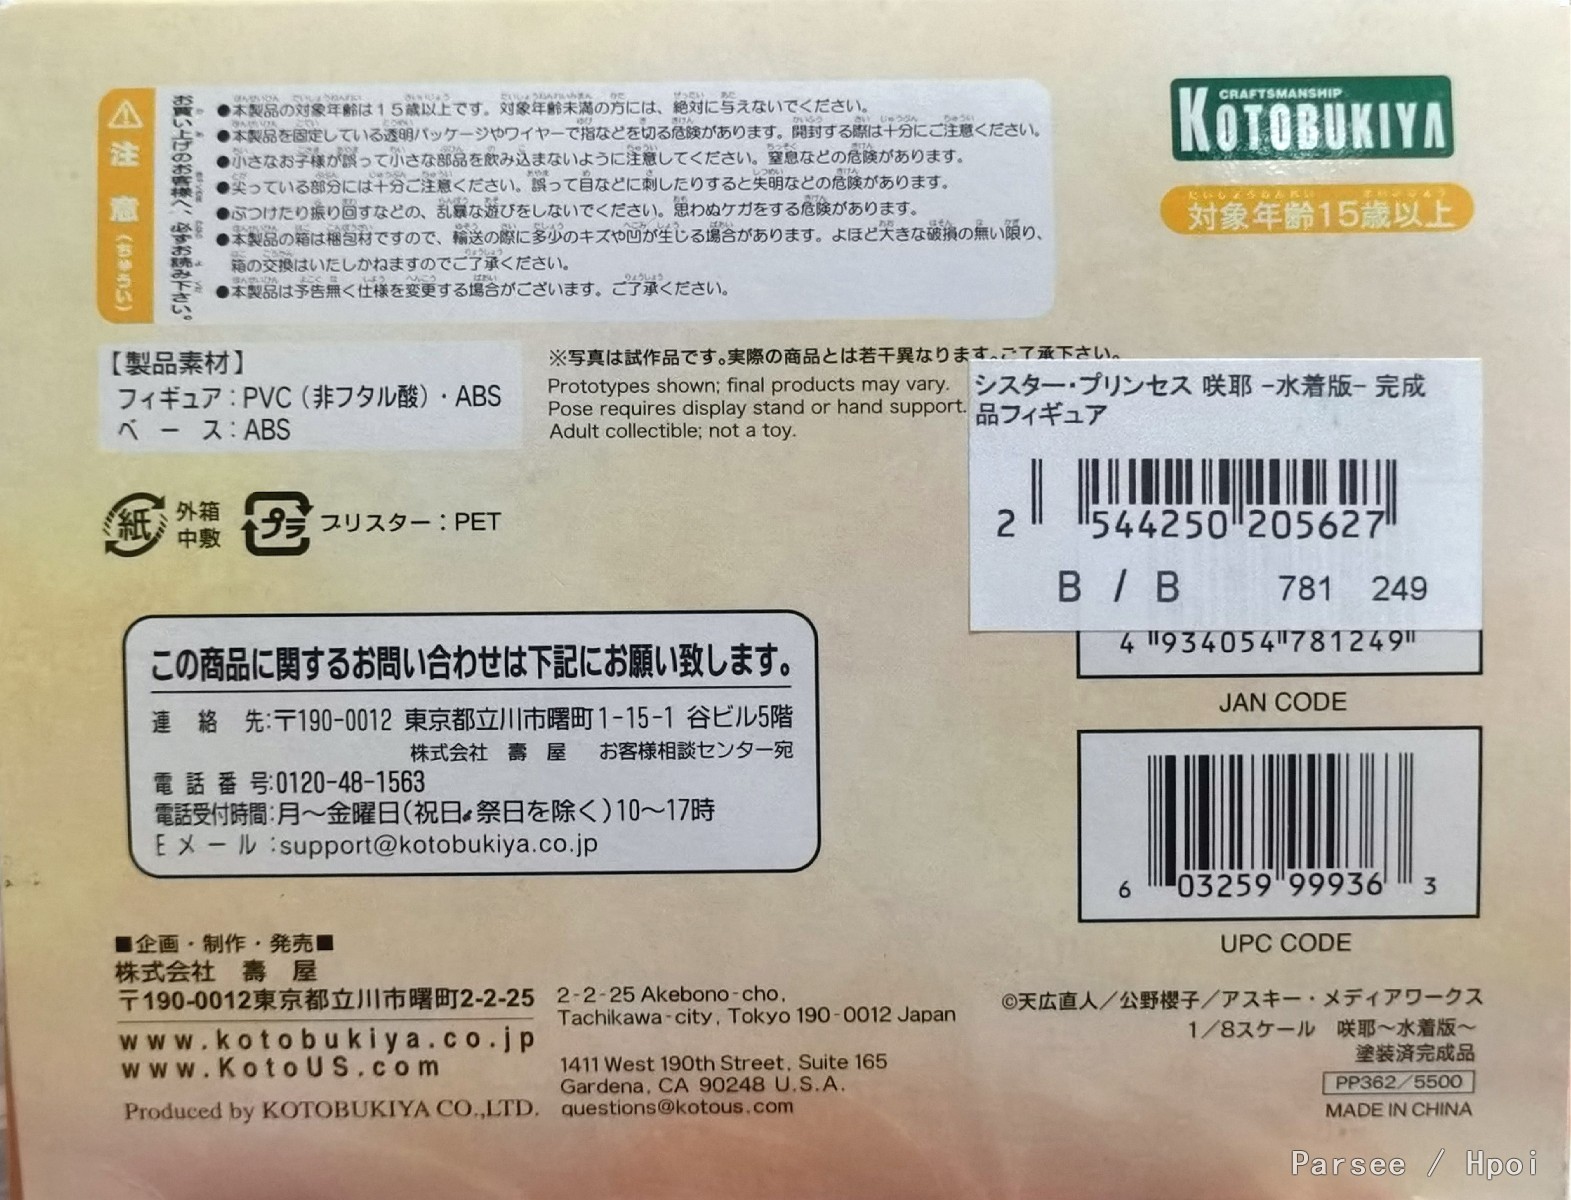 注意〈ちゅうい〉
お買い上げのお客様へ、必ずお読み下さい。
●本製品の対象年齢は15歳以上です。対象年齢未満の方には、絶対に与えないでください。
●本製品を固定している透明パッケージやワイヤーで指などを切る危険があります。開封する際は十分にご注意ください。
●小さなお子様が誤って小さな部品を飲み込まないように注意してください。窒息などの危険があります。
●尖っている部分には十分ご注意ください。誤って目などに刺したりすると失明などの危険があります。
●ぶつけたり振り回すなどの、乱暴な遊びをしないでください。思わぬケガをする危険があります。
●本製品の箱は梱包材ですので、輸送の際に多少のキズや凹が生じる場合があります。よほど大きな破損の無い限り、
箱の交換はいたしかねますのでご了承ください。
●本製品は予告無く仕様を変更する場合がございます。ご了承ください。
CRAFTSMANSHIP
KOTOBUKIYA
対象年齢15歳以上
【製品素材】
フィギュア：PVC（非フタル酸）・ABS
ベース：ABS
※写真は試作品です。実際の商品とは若干異なります。ご了承下さい。
Prototypes shown; final products may vary.
Pose requires display stand or hand support.
Adult collectible; not a toy.
シスター・プリンセス 咲耶 −水着版− 完成
品フィギュア
2 544250 205627
B / B 781 249
4 934054 781249
JAN CODE
紙 外箱
中敷
プラ ブリスター：PET
この商品に関するお問い合わせは下記にお願い致します。
連絡先:〒190-0012 東京都立川市曙町1-15-1 谷ビル5階
株式会社 壽屋 お客様相談センター宛
電話番号:0120-48-1563
電話受付時間:月〜金曜日(祝日・祭日を除く)10〜17時
Eメール:support@kotobukiya.co.jp
6 03259 99936 3
UPC CODE
■企画・制作・発売■
株式会社 壽屋
〒190-0012東京都立川市曙町2-2-25
www.kotobukiya.co.jp
www.KotoUS.com
Produced by KOTOBUKIYA CO.,LTD.
2-2-25 Akebono-cho,
Tachikawa-city, Tokyo 190-0012 Japan
1411 West 190th Street, Suite 165
Gardena, CA 90248 U.S.A.
questions@kotous.com
©天広直人／公野櫻子／アスキー・メディアワークス
1／8スケール 咲耶〜水着版〜
塗装済完成品
PP362／5500
MADE IN CHINA
Parsee / Hpoi